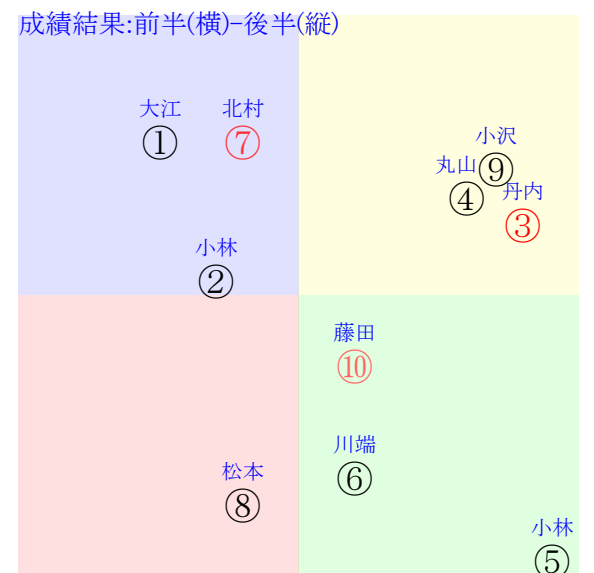 成績結果:前半(横)-後半(縦)
大江
①
北村
⑦
小沢
⑨
丸山
④
丹内
③
小林
②
藤田
⑩
川端
⑥
松本
⑧
小林
⑤